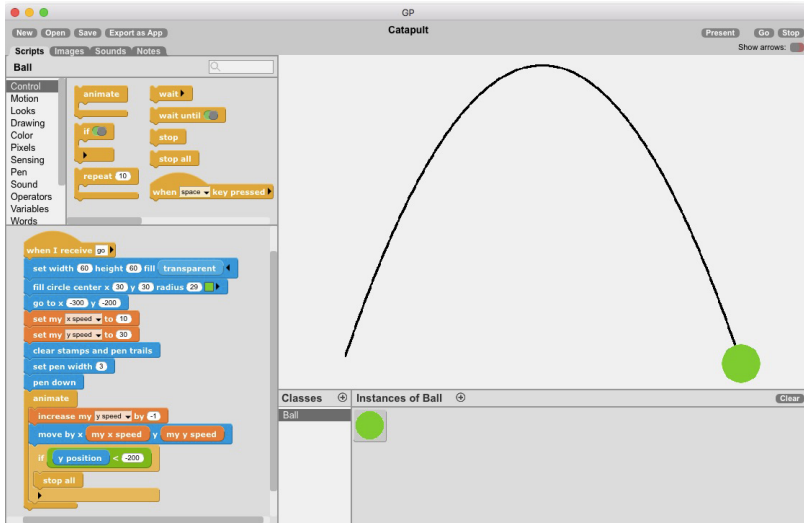 GP
New Open Save Export as App
Catapult
Present Go Stop
Scripts Images Sounds Notes
Show arrows:
Ball
Control
Motion
Looks
Drawing
Color
Pixels
Sensing
Pen
Sound
Operators
Variables
Words
animate
if
repeat 10
wait
wait until
stop
stop all
when space key pressed
when I receive go
set width 60 height 60 fill transparent
fill circle center x 30 y 30 radius 29
go to x -300 y -200
set my x speed to 10
set my y speed to 30
clear stamps and pen trails
set pen width 3
pen down
animate
increase my y speed by -1
move by x my x speed y my y speed
if y position < -200
stop all
Classes
Ball
Instances of Ball
Clear